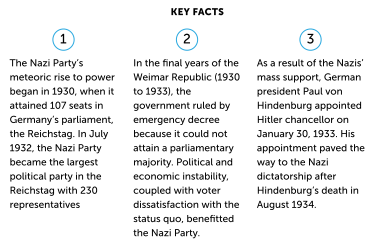 KEY FACTS
1
The Nazi Party's
meteoric rise to power
began in 1930, when it
attained 107 seats in
Germany's parliament,
the Reichstag. In July
1932, the Nazi Party
became the largest
political party in the
Reichstag with 230
representatives
2
In the final years of the
Weimar Republic (1930
to 1933), the
government ruled by
emergency decree
because it could not
attain a parliamentary
majority. Political and
economic instability,
coupled with voter
dissatisfaction with the
status quo, benefitted
the Nazi Party.
3
As a result of the Nazis'
mass support, German
president Paul von
Hindenburg appointed
Hitler chancellor on
January 30, 1933. His
appointment paved the
way to the Nazi
dictatorship after
Hindenburg's death in
August 1934.